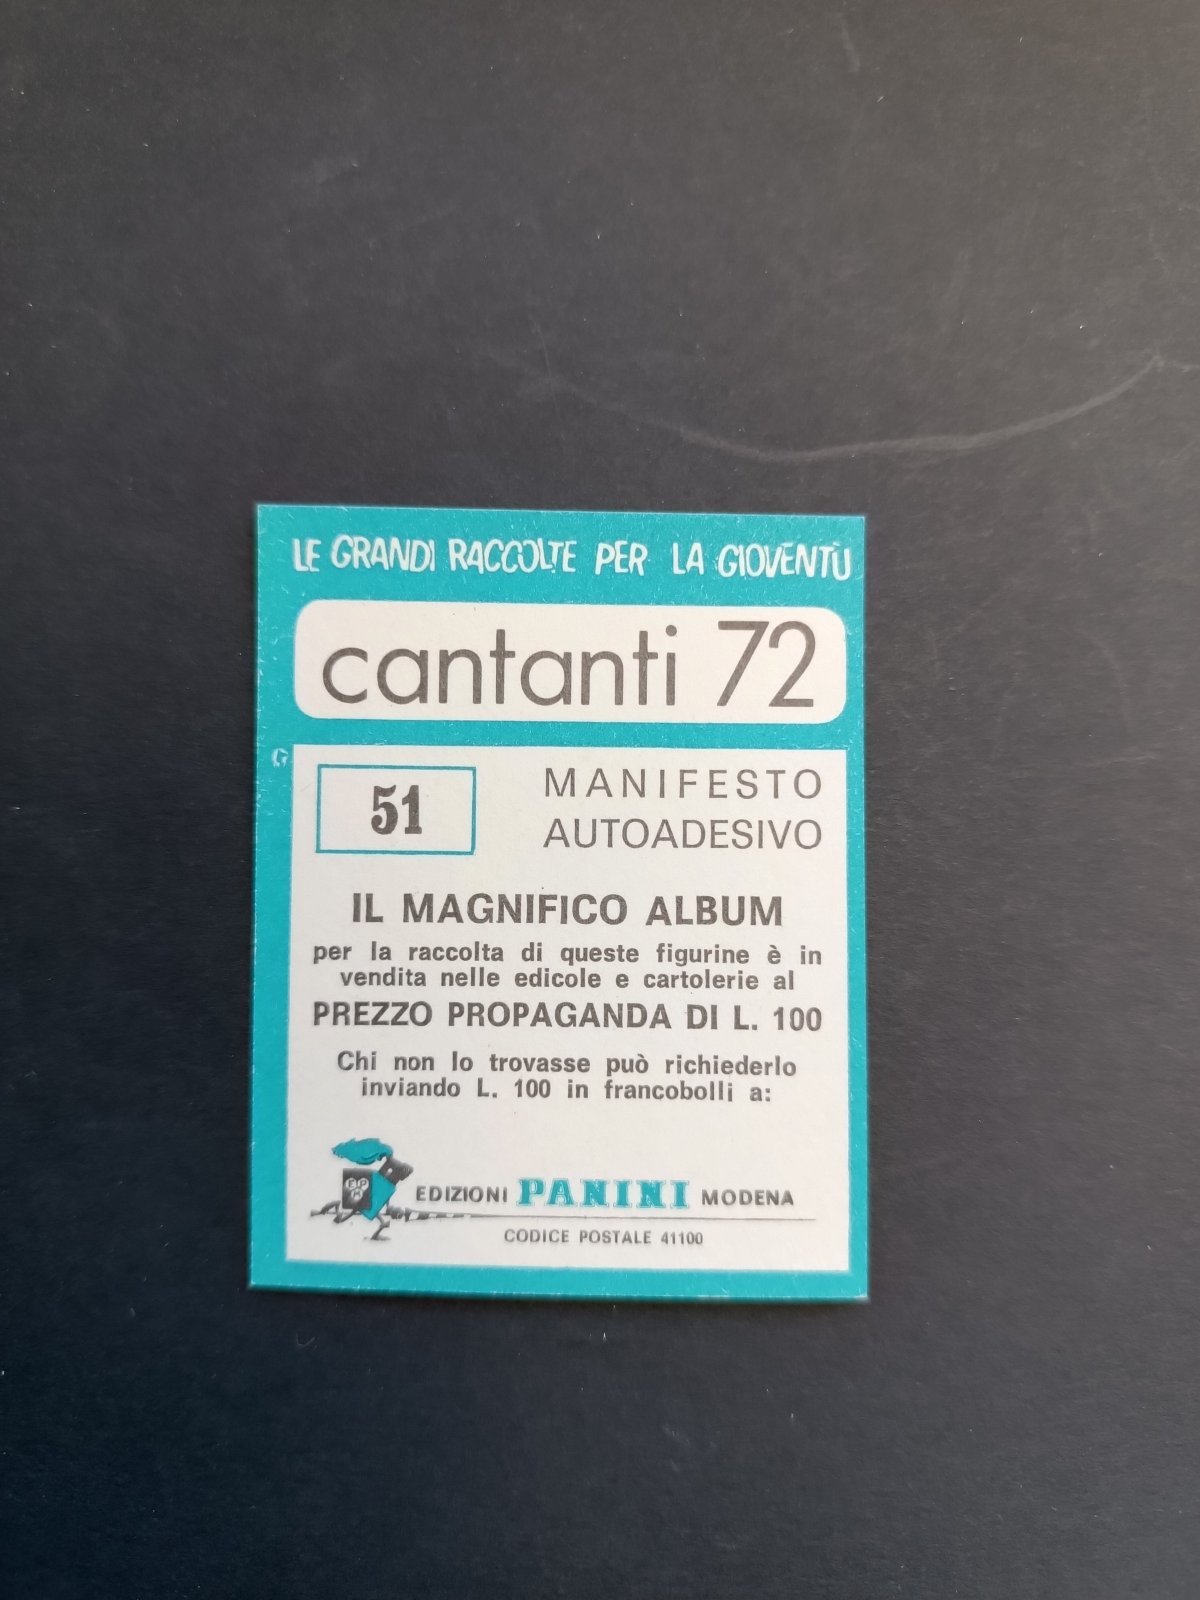 LE GRANDI RACCOLTE PER LA GIOVENTÙ
cantanti 72
G
51
MANIFESTO
AUTOADESIVO
IL MAGNIFICO ALBUM
per la raccolta di queste figurine è in
vendita nelle edicole e cartolerie al
PREZZO PROPAGANDA DI L. 100
Chi non lo trovasse può richiederlo
inviando L. 100 in francobolli a:
EPM
EDIZIONI PANINI MODENA
CODICE POSTALE 41100